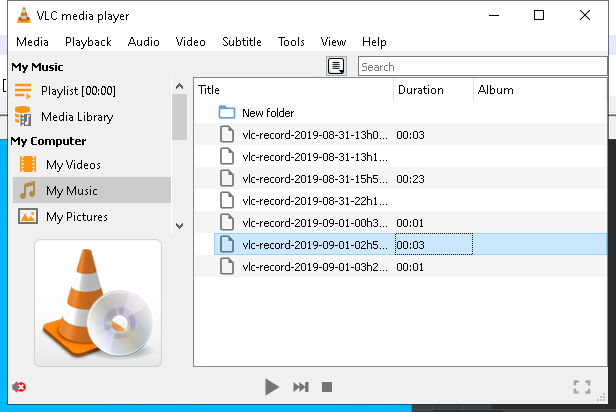 VLC media player
Media Playback Audio Video Subtitle Tools View Help
My Music
Search
Playlist [00:00]
Media Library
My Computer
My Videos
My Music
My Pictures
Title Duration Album
New folder
vlc-record-2019-08-31-13h0... 00:03
vlc-record-2019-08-31-13h1...
vlc-record-2019-08-31-15h5... 00:23
vlc-record-2019-08-31-22h1...
vlc-record-2019-09-01-00h3... 00:01
vlc-record-2019-09-01-02h5... 00:03
vlc-record-2019-09-01-03h2... 00:01